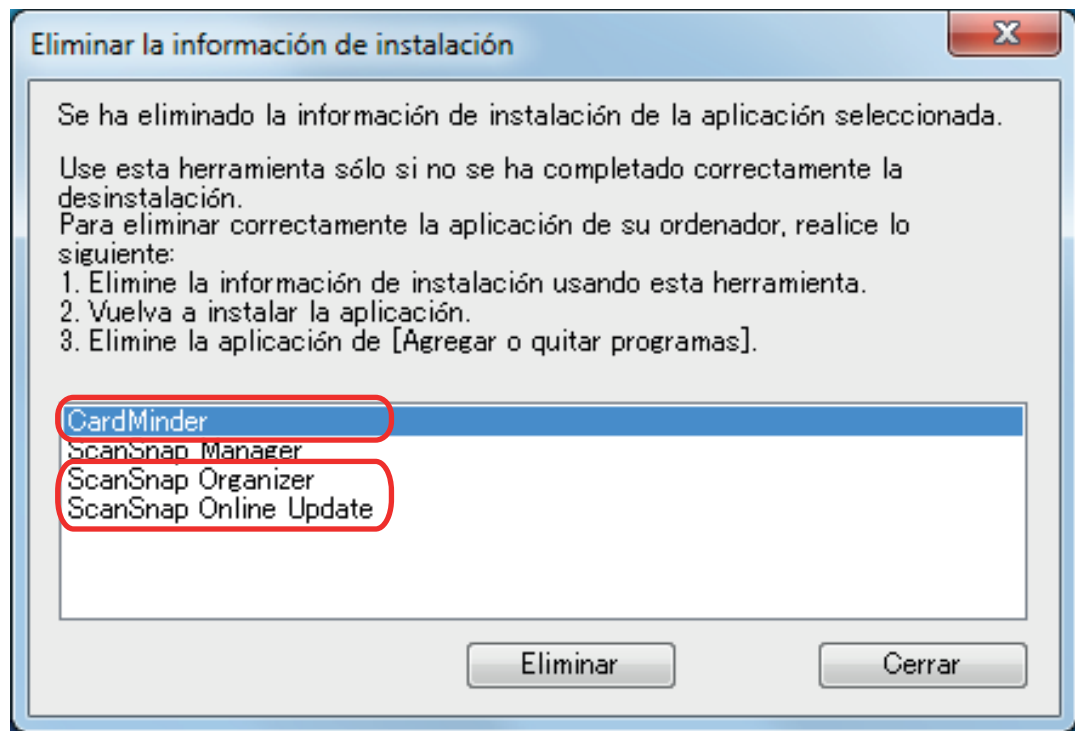 Eliminar la información de instalación
Se ha eliminado la información de instalación de la aplicación seleccionada.
Use esta herramienta sólo si no se ha completado correctamente la
desinstalación.
Para eliminar correctamente la aplicación de su ordenador, realice lo
siguiente:
1. Elimine la información de instalación usando esta herramienta.
2. Vuelva a instalar la aplicación.
3. Elimine la aplicación de [Agregar o quitar programas].
CardMinder
ScanSnap Manager
ScanSnap Organizer
ScanSnap Online Update
Eliminar
Cerrar